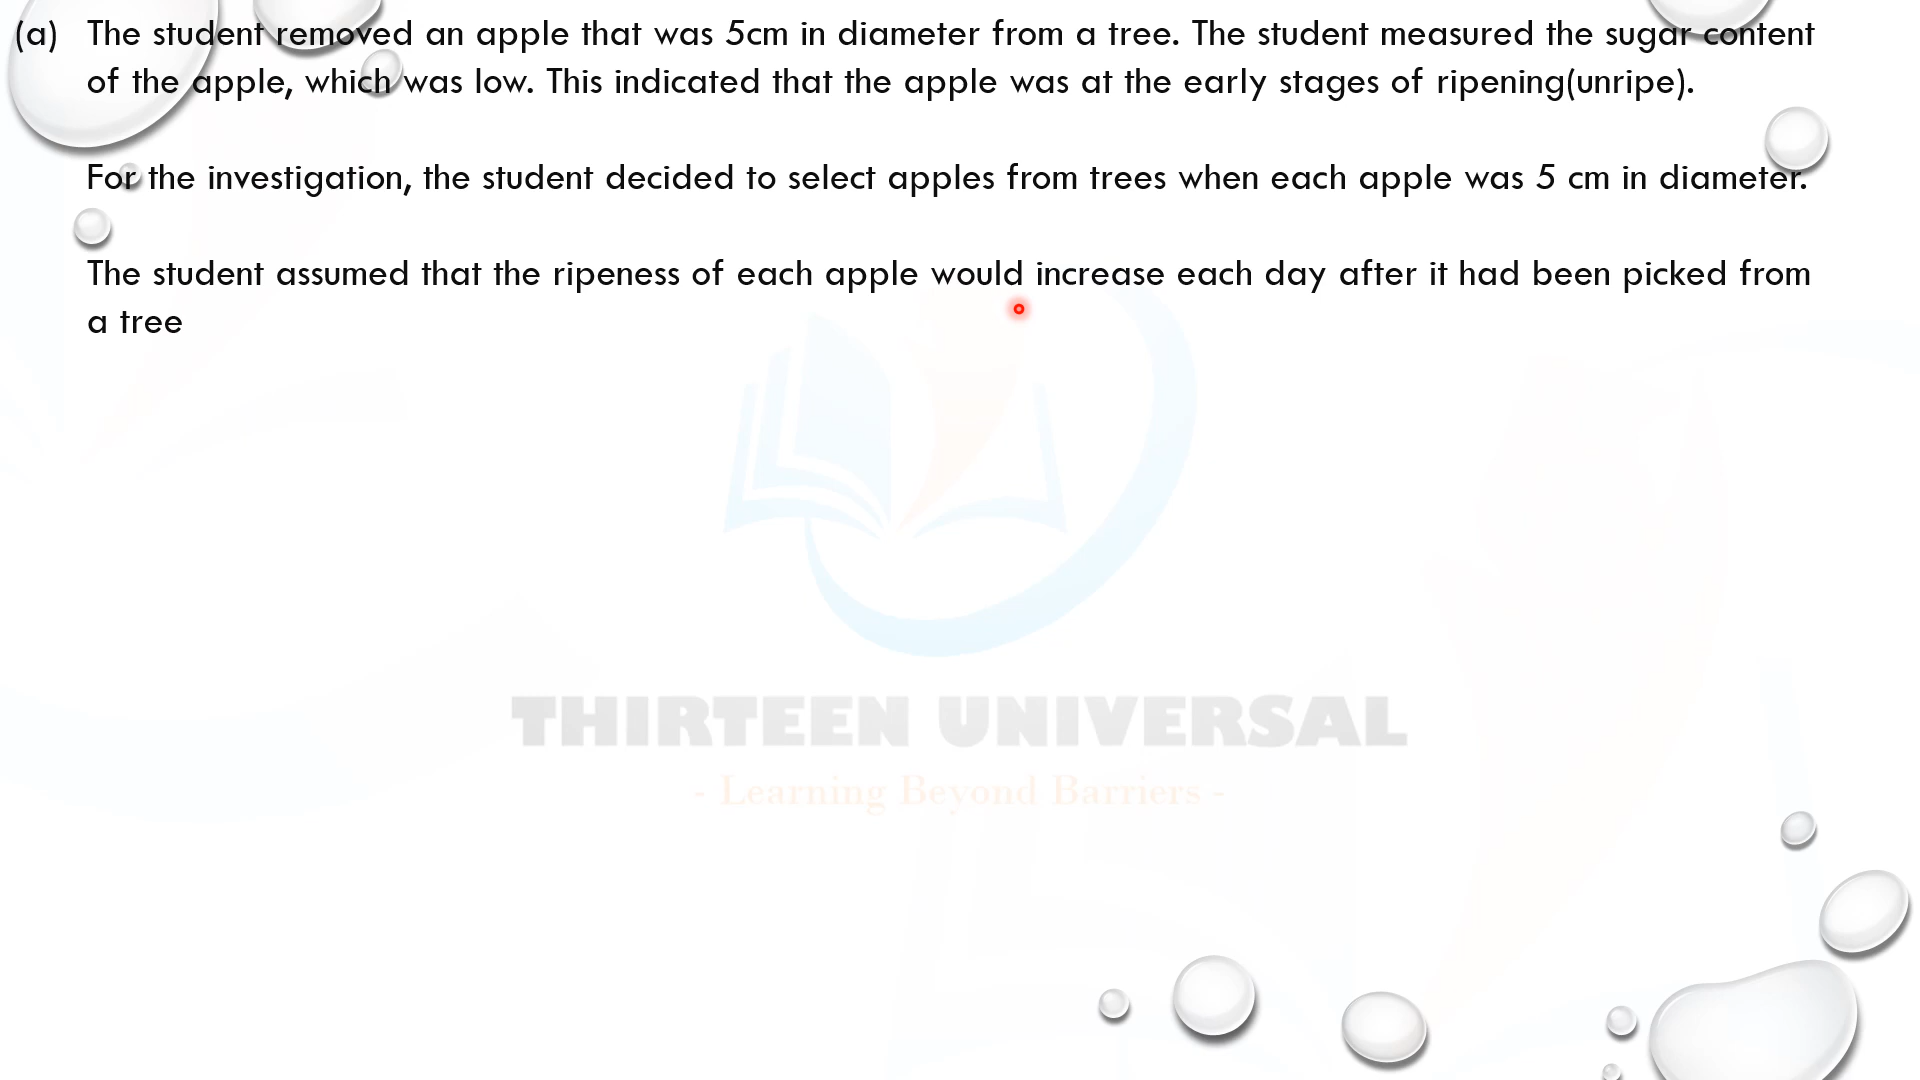 (a) The student removed an apple that was 5cm in diameter from a tree. The student measured the sugar content
of the apple, which was low. This indicated that the apple was at the early stages of ripening(unripe).
For the investigation, the student decided to select apples from trees when each apple was 5 cm in diameter.
The student assumed that the ripeness of each apple would increase each day after it had been picked from
a tree
THIRTEEN UNIVERSAL
- Learning Beyond Barriers -